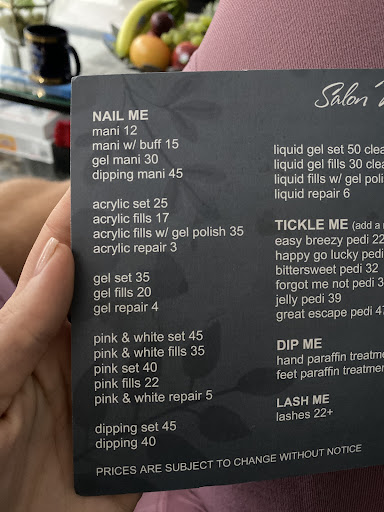 Salon
NAIL ME
mani 12
mani w/ buff 15
gel mani 30
dipping mani 45
acrylic set 25
acrylic fills 17
acrylic fills w/ gel polish 35
acrylic repair 3
gel set 35
gel fills 20
gel repair 4
pink & white set 45
pink & white fills 35
pink set 40
pink fills 22
pink & white repair 5
dipping set 45
dipping 40
liquid gel set 50
liquid gel fills 30
liquid fills w/ gel
liquid repair 6
TICKLE ME (add a
easy breezy pedi 22
happy go lucky pedi
bittersweet pedi 32
forgot me not pedi
jelly pedi 39
great escape pedi
DIP ME
hand paraffin
feet paraffin
LASH ME
lashes 22+
PRICES ARE SUBJECT TO CHANGE WITHOUT NOTICE